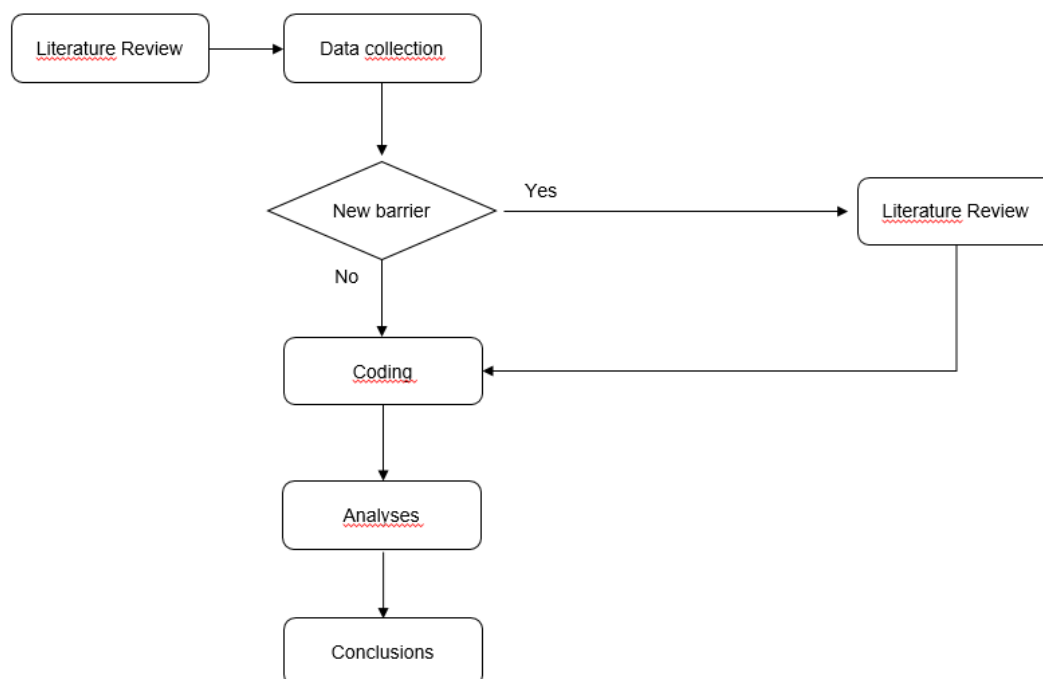 Literature Review
Data collection
New barrier
Yes
Literature Review
No
Coding
Analyses
Conclusions